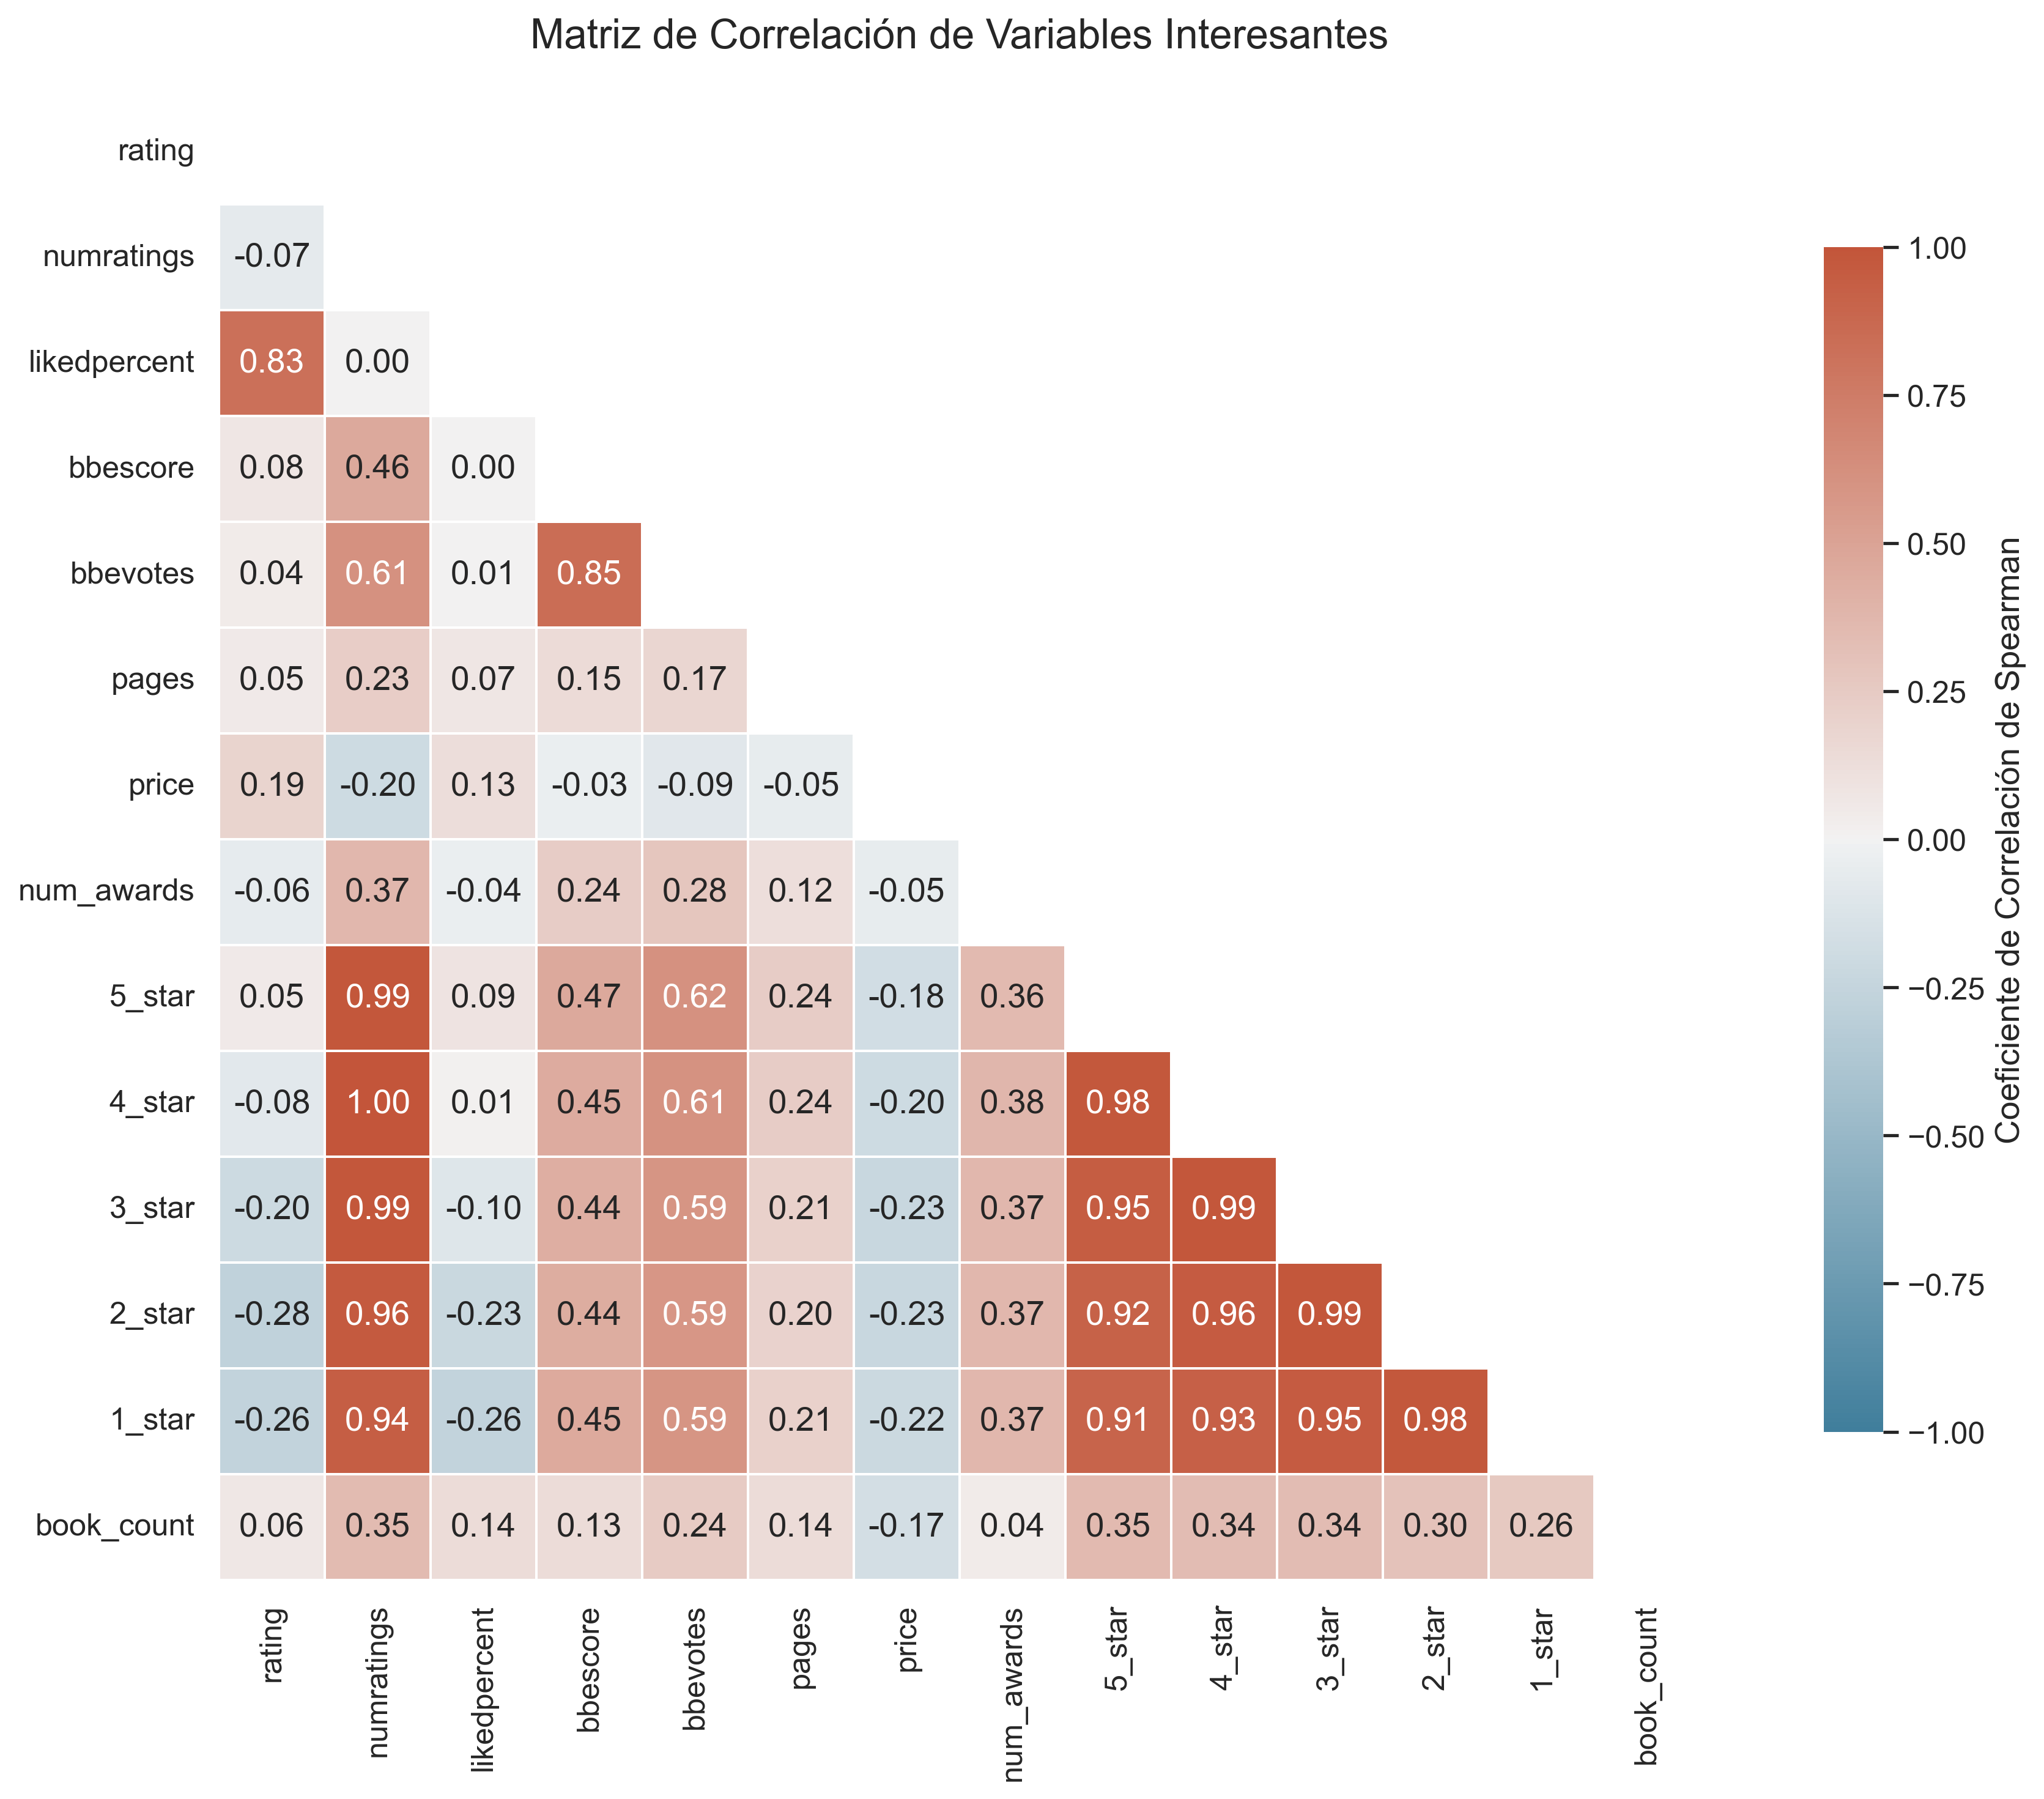 Matriz de Correlación de Variables Interesantes
rating
numratings -0.07
likedpercent 0.83 0.00
bbescore 0.08 0.46 0.00
bbevotes 0.04 0.61 0.01 0.85
pages 0.05 0.23 0.07 0.15 0.17
price 0.19 -0.20 0.13 -0.03 -0.09 -0.05
num_awards -0.06 0.37 -0.04 0.24 0.28 0.12 -0.05
5_star 0.05 0.99 0.09 0.47 0.62 0.24 -0.18 0.36
4_star -0.08 1.00 0.01 0.45 0.61 0.24 -0.20 0.38 0.98
3_star -0.20 0.99 -0.10 0.44 0.59 0.21 -0.23 0.37 0.95 0.99
2_star -0.28 0.96 -0.23 0.44 0.59 0.20 -0.23 0.37 0.92 0.96 0.99
1_star -0.26 0.94 -0.26 0.45 0.59 0.21 -0.22 0.37 0.91 0.93 0.95 0.98
book_count 0.06 0.35 0.14 0.13 0.24 0.14 -0.17 0.04 0.35 0.34 0.34 0.30 0.26
rating numratings likedpercent bbescore bbevotes pages price num_awards 5_star 4_star 3_star 2_star 1_star book_count
1.00
0.75
0.50
0.25
0.00
−0.25
−0.50
−0.75
−1.00
Coeficiente de Correlación de Spearman